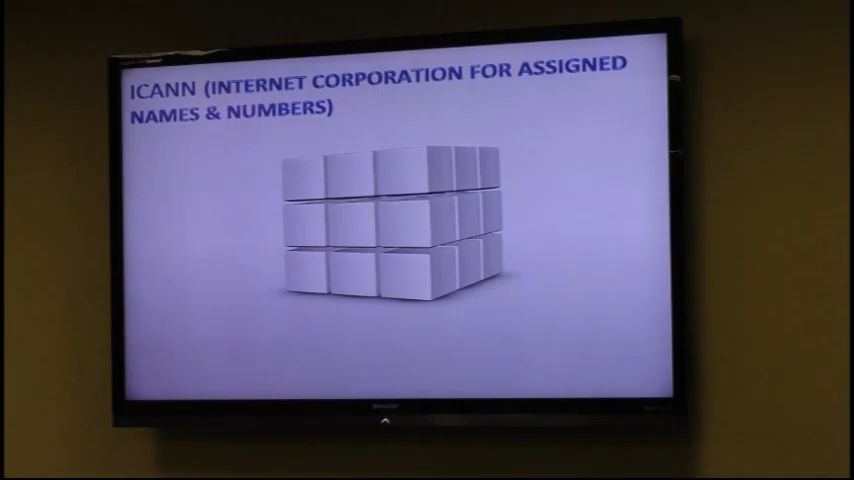 ICANN (INTERNET CORPORATION FOR ASSIGNED
NAMES & NUMBERS)